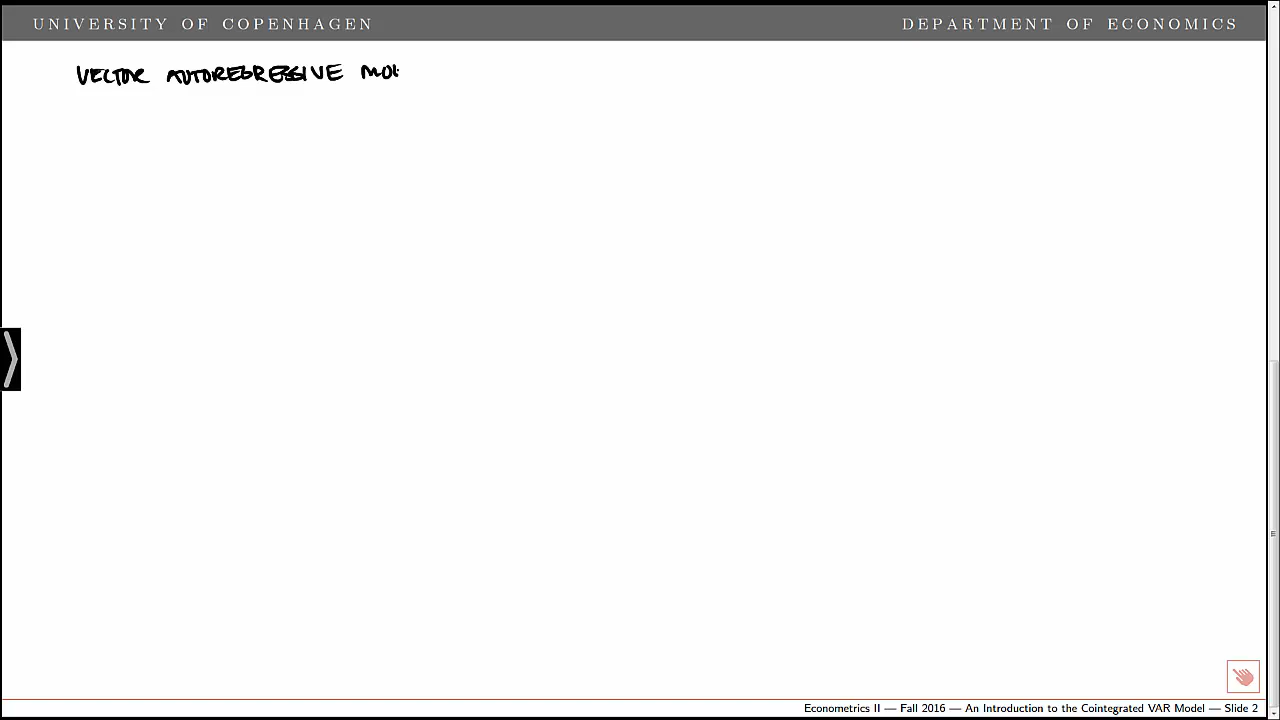 UNIVERSITY OF COPENHAGEN
DEPARTMENT OF ECONOMICS
VECTOR AUTOREGRESSIVE
Econometrics II — Fall 2016 — An Introduction to the Cointegrated VAR Model — Slide 2